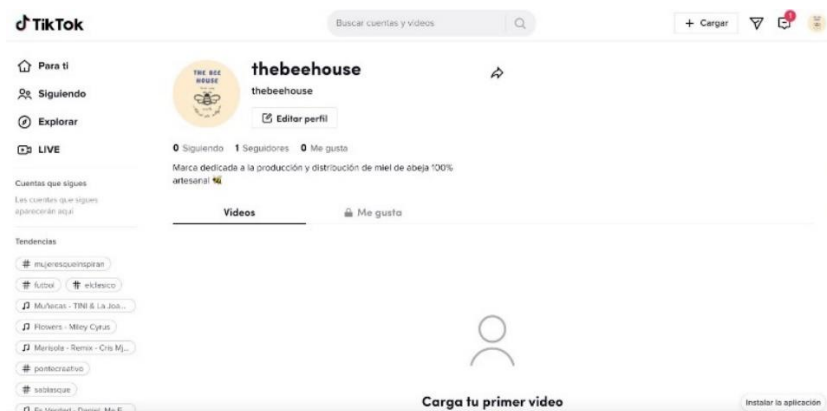 TikTok
Buscar cuentas y videos
+ Cargar
1
Para ti
Siguiendo
Explorar
LIVE
Cuentas que sigues
Las cuentas que sigues
aparecerán aquí
Tendencias
# mujeresqueinspiran
# futbol # elclasico
Muñecas - TINI & La Joa...
Flowers - Miley Cyrus
Marisola - Remix - Cris Mj...
# pontecreativo
# sablasque
THE BEE
HOUSE
thebeehouse
thebeehouse
Editar perfil
0 Siguiendo 1 Seguidores 0 Me gusta
Marca dedicada a la producción y distribución de miel de abeja 100%
artesanal 🐝
Videos Me gusta
Carga tu primer video
Instalar la aplicación